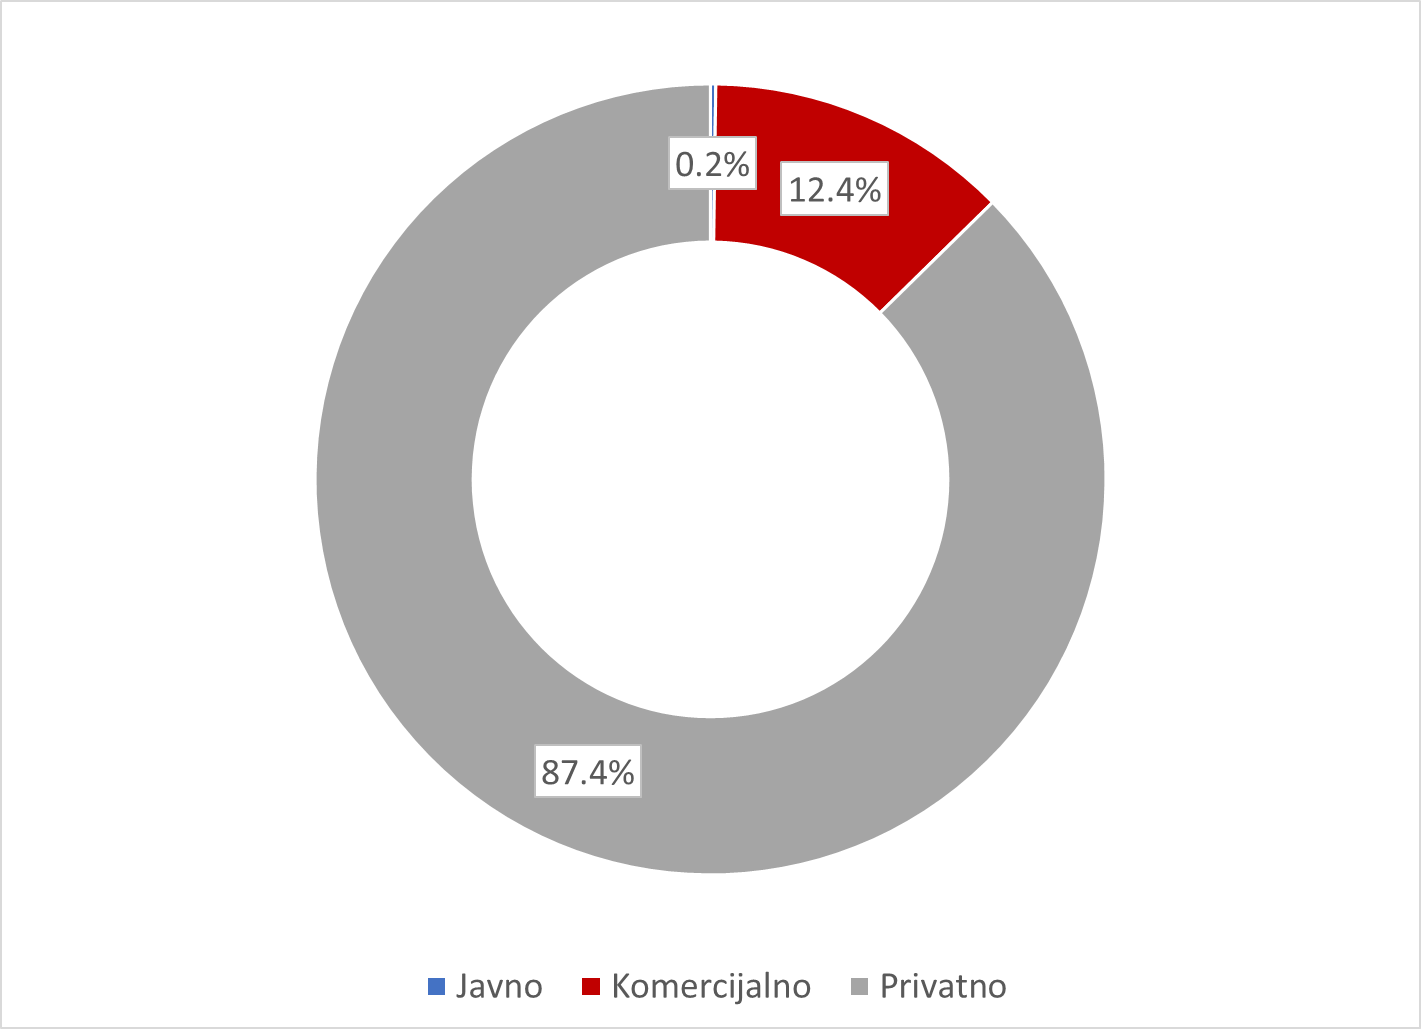 0.2%
12.4%
87.4%
Javno Komercijalno Privatno